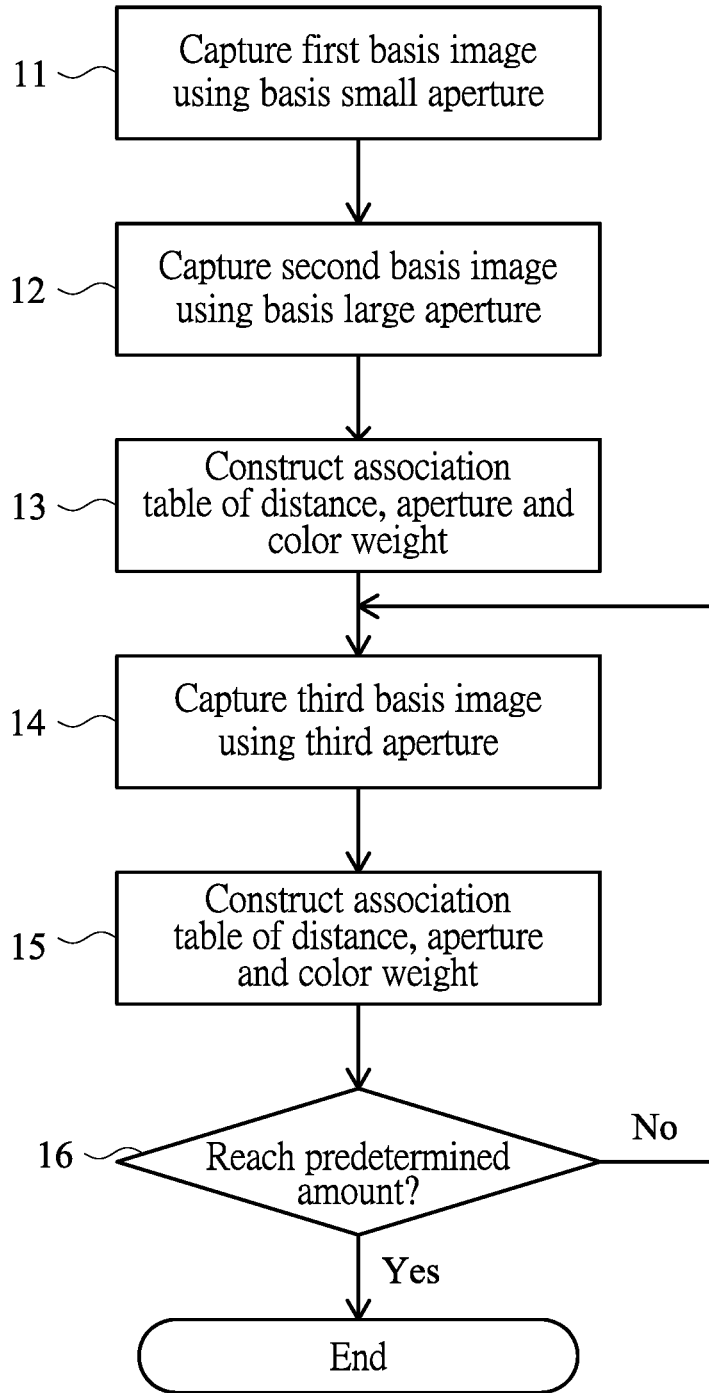 11
Capture first basis image
using basis small aperture
12
Capture second basis image
using basis large aperture
13
Construct association
table of distance, aperture and
color weight
14
Capture third basis image
using third aperture
15
Construct association
table of distance, aperture
and color weight
16
Reach predetermined
amount?
No
Yes
End